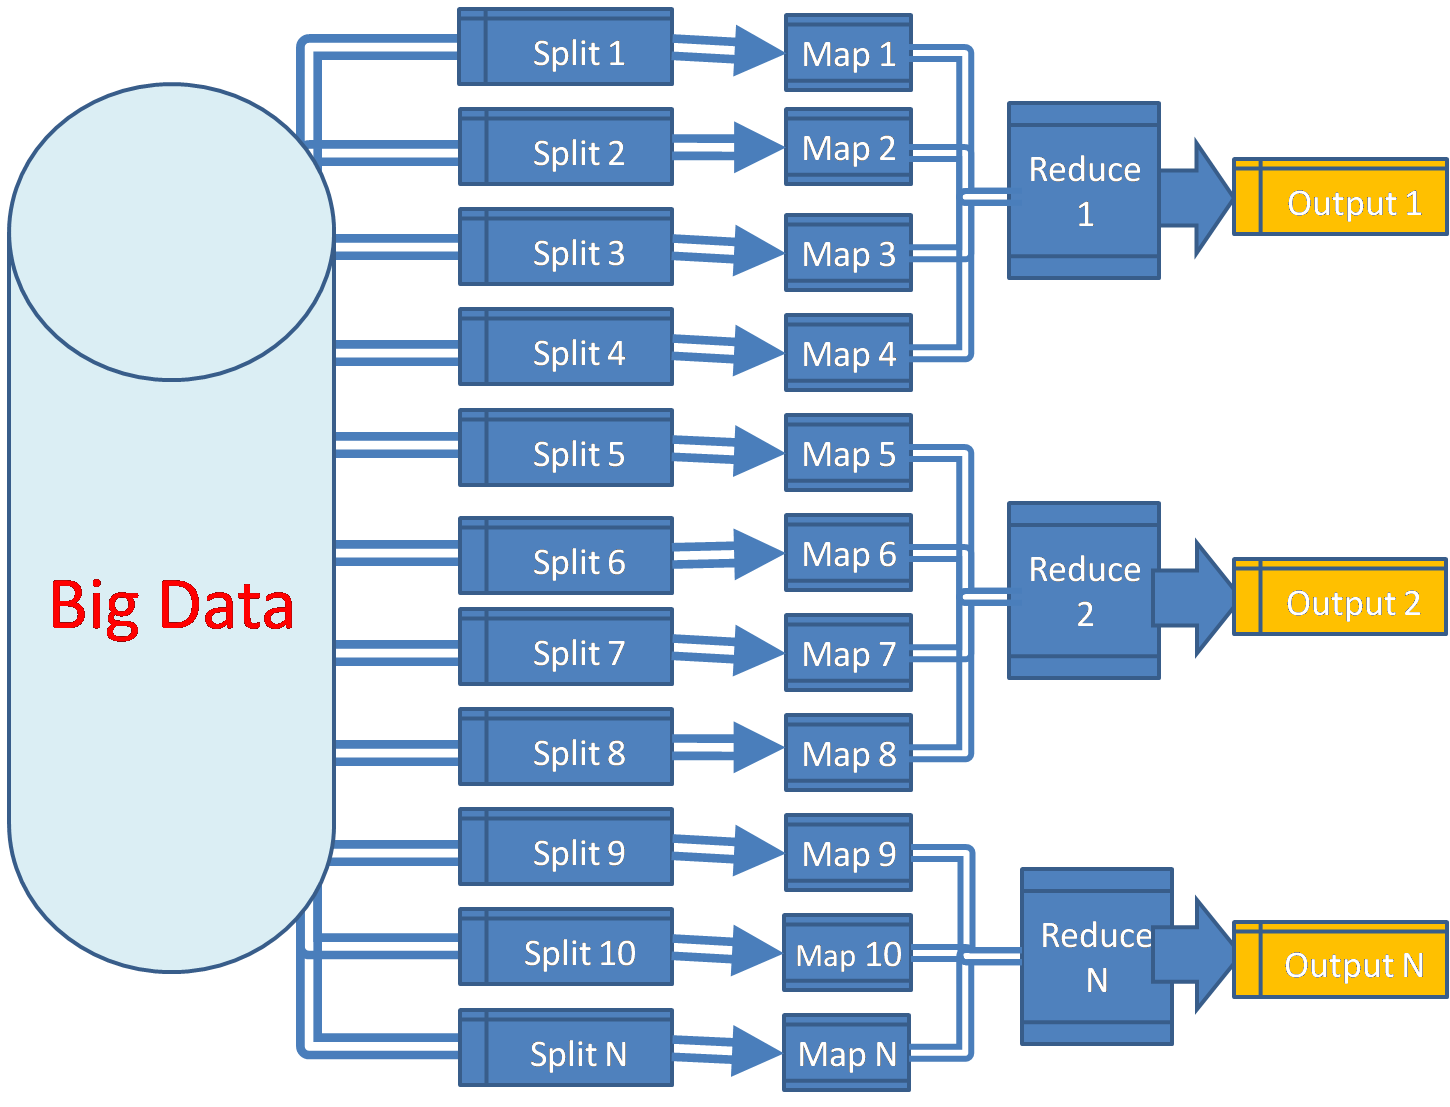 Big Data
Split 1
Map 1
Split 2
Map 2
Split 3
Map 3
Split 4
Map 4
Reduce
1
Output 1
Split 5
Map 5
Split 6
Map 6
Split 7
Map 7
Split 8
Map 8
Reduce
2
Output 2
Split 9
Map 9
Split 10
Map 10
Split N
Map N
Reduce
N
Output N